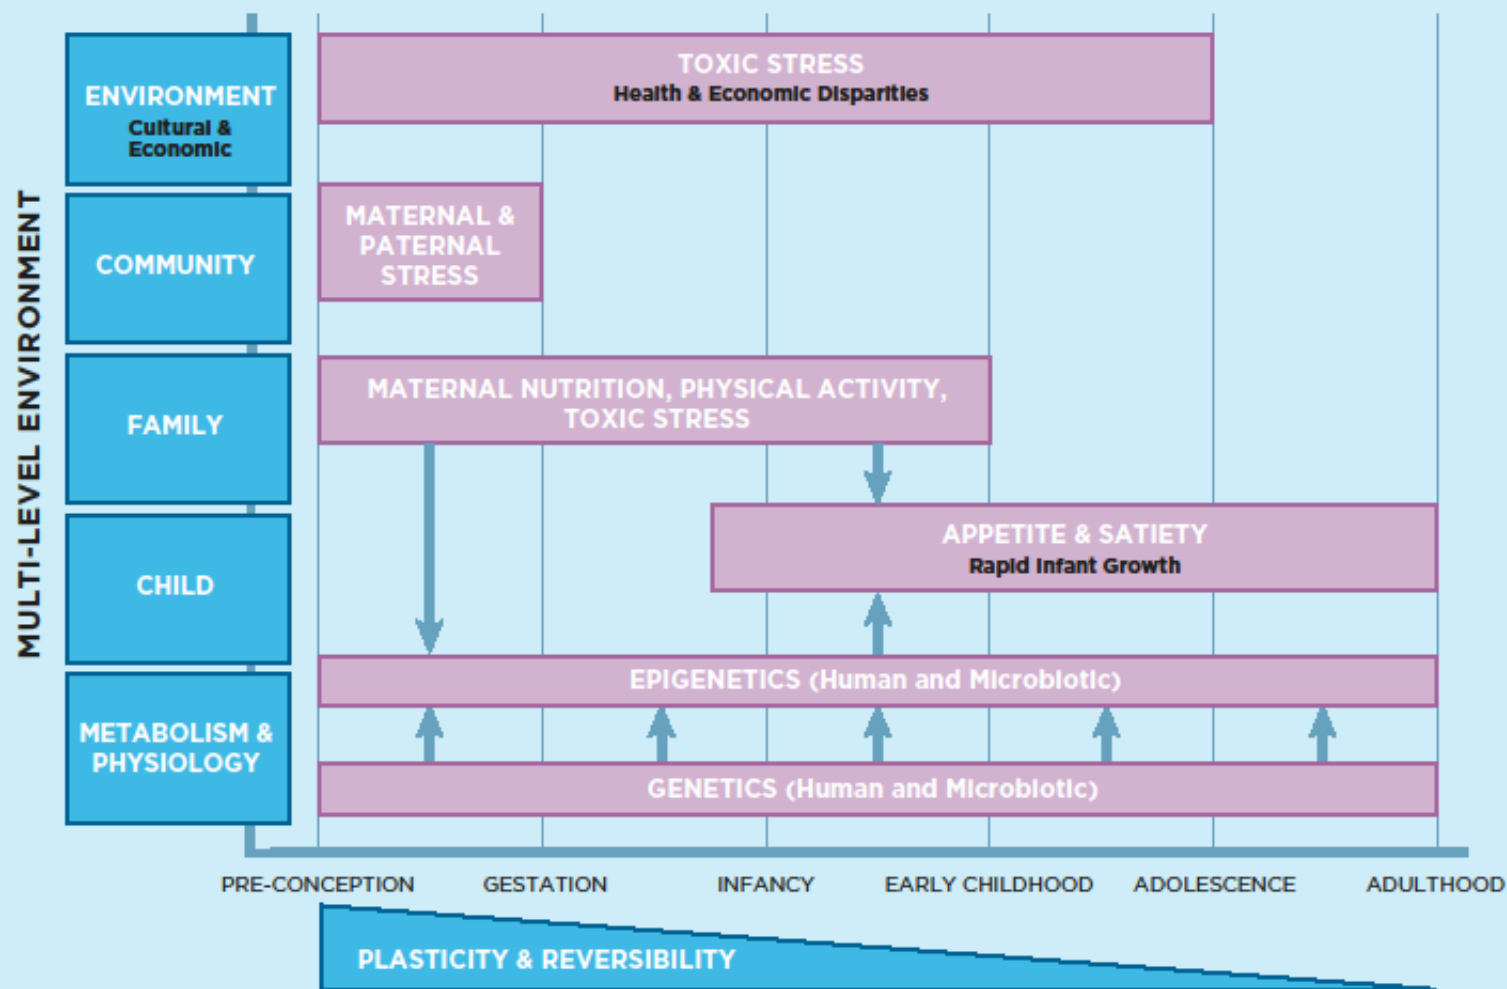 MULTI-LEVEL ENVIRONMENT
ENVIRONMENT
Cultural &
Economic
COMMUNITY
FAMILY
CHILD
METABOLISM &
PHYSIOLOGY
TOXIC STRESS
Health & Economic Disparities
MATERNAL &
PATERNAL
STRESS
MATERNAL NUTRITION, PHYSICAL ACTIVITY,
TOXIC STRESS
APPETITE & SATIETY
Rapid Infant Growth
EPIGENETICS (Human and Microbiotic)
GENETICS (Human and Microbiotic)
PRE-CONCEPTION
GESTATION
INFANCY
EARLY CHILDHOOD
ADOLESCENCE
ADULTHOOD
PLASTICITY & REVERSIBILITY